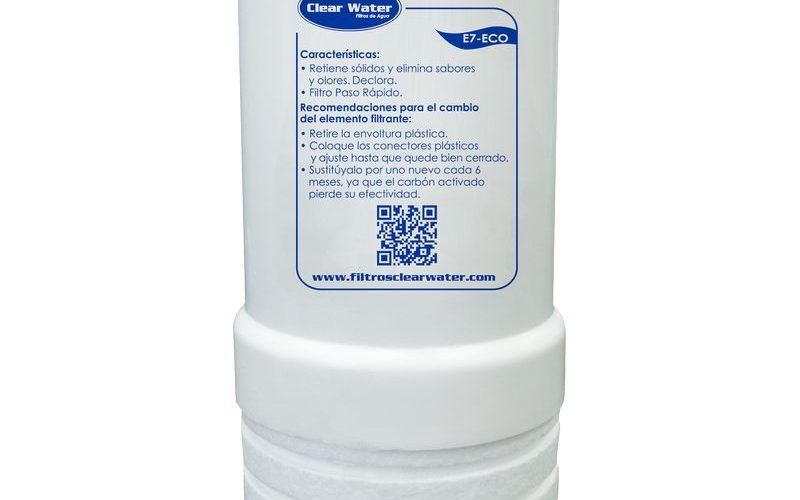 Clear Water
Filtros de Agua
E7-ECO
Características:
• Retiene sólidos y elimina sabores
y olores. Declora.
• Filtro Paso Rápido.
Recomendaciones para el cambio
del elemento filtrante:
• Retire la envoltura plástica.
• Coloque los conectores plásticos
y ajuste hasta que quede bien cerrado.
• Sustitúyalo por uno nuevo cada 6
meses, ya que el carbón activado
pierde su efectividad.
www.filtrosclearwater.com